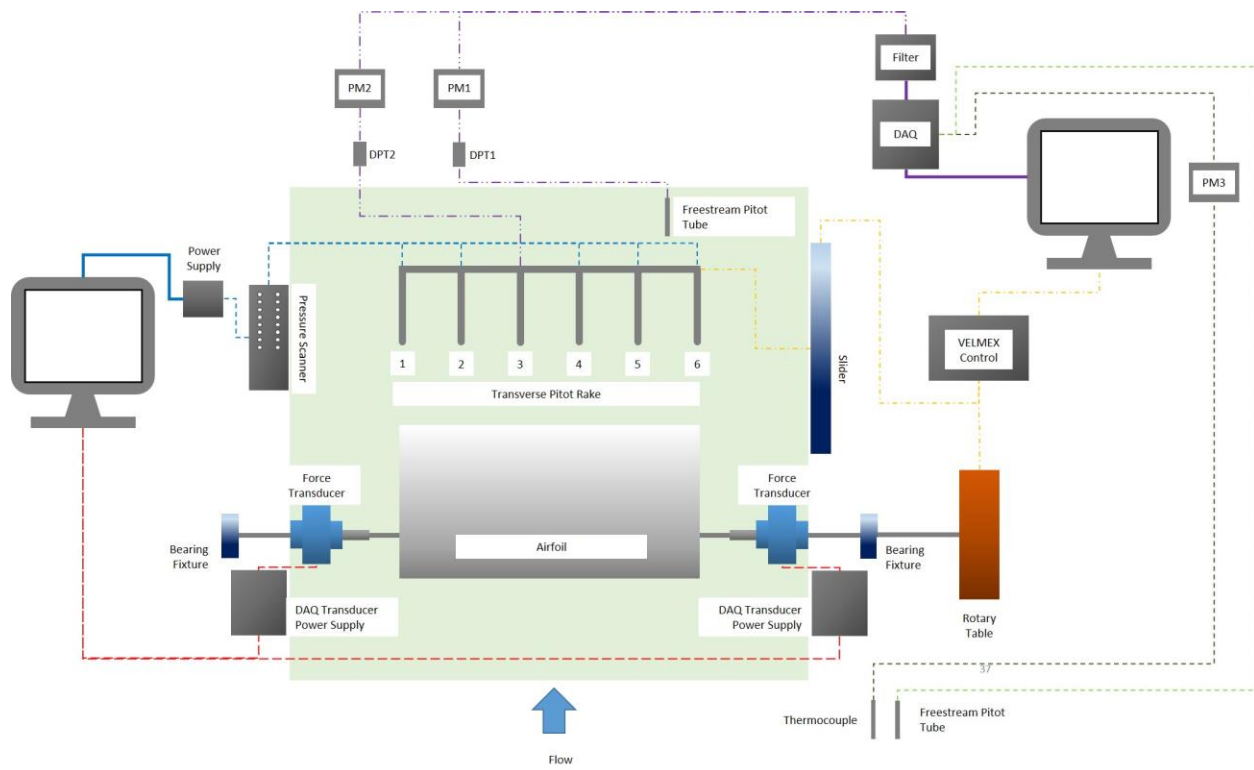 Filter
PM2
PM1
DAQ
DPT2
DPT1
PM3
Freestream Pitot
Tube
Power
Supply
Pressure Scanner
Slider
VELMEX
Control
1
2
3
4
5
6
Transverse Pitot Rake
Force
Transducer
Force
Transducer
Bearing
Fixture
Airfoil
Bearing
Fixture
DAQ Transducer
Power Supply
DAQ Transducer
Power Supply
Rotary
Table
37
Thermocouple
Freestream Pitot
Tube
Flow